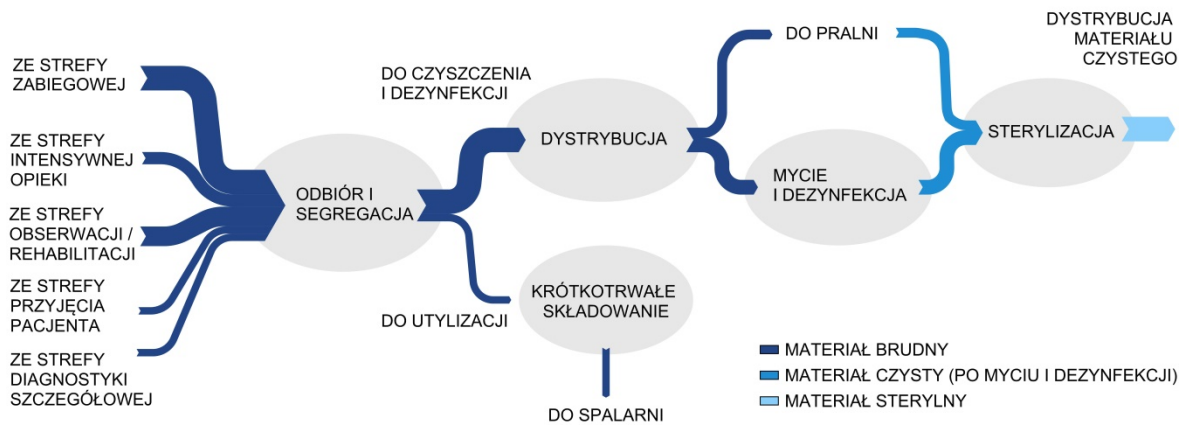 ZE STREFY
ZABIEGOWEJ
ZE STREFY
INTENSYWNEJ
OPIEKI
ZE STREFY
OBSERWACJI /
REHABILITACJI
ZE STREFY
PRZYJĘCIA
PACJENTA
ZE STREFY
DIAGNOSTYKI
SZCZEGÓŁOWEJ
ODBIÓR I
SEGREGACJA
DO CZYSZCZENIA
I DEZYNFEKCJI
DO UTYLIZACJI
DYSTRYBUCJA
KRÓTKOTRWAŁE
SKŁADOWANIE
DO SPALARNI
DO PRALNI
MYCIE
I DEZYNFEKCJA
STERYLIZACJA
DYSTRYBUCJA
MATERIAŁU
CZYSTEGO
MATERIAŁ BRUDNY
MATERIAŁ CZYSTY (PO MYCIU I DEZYNFEKCJI)
MATERIAŁ STERYLNY